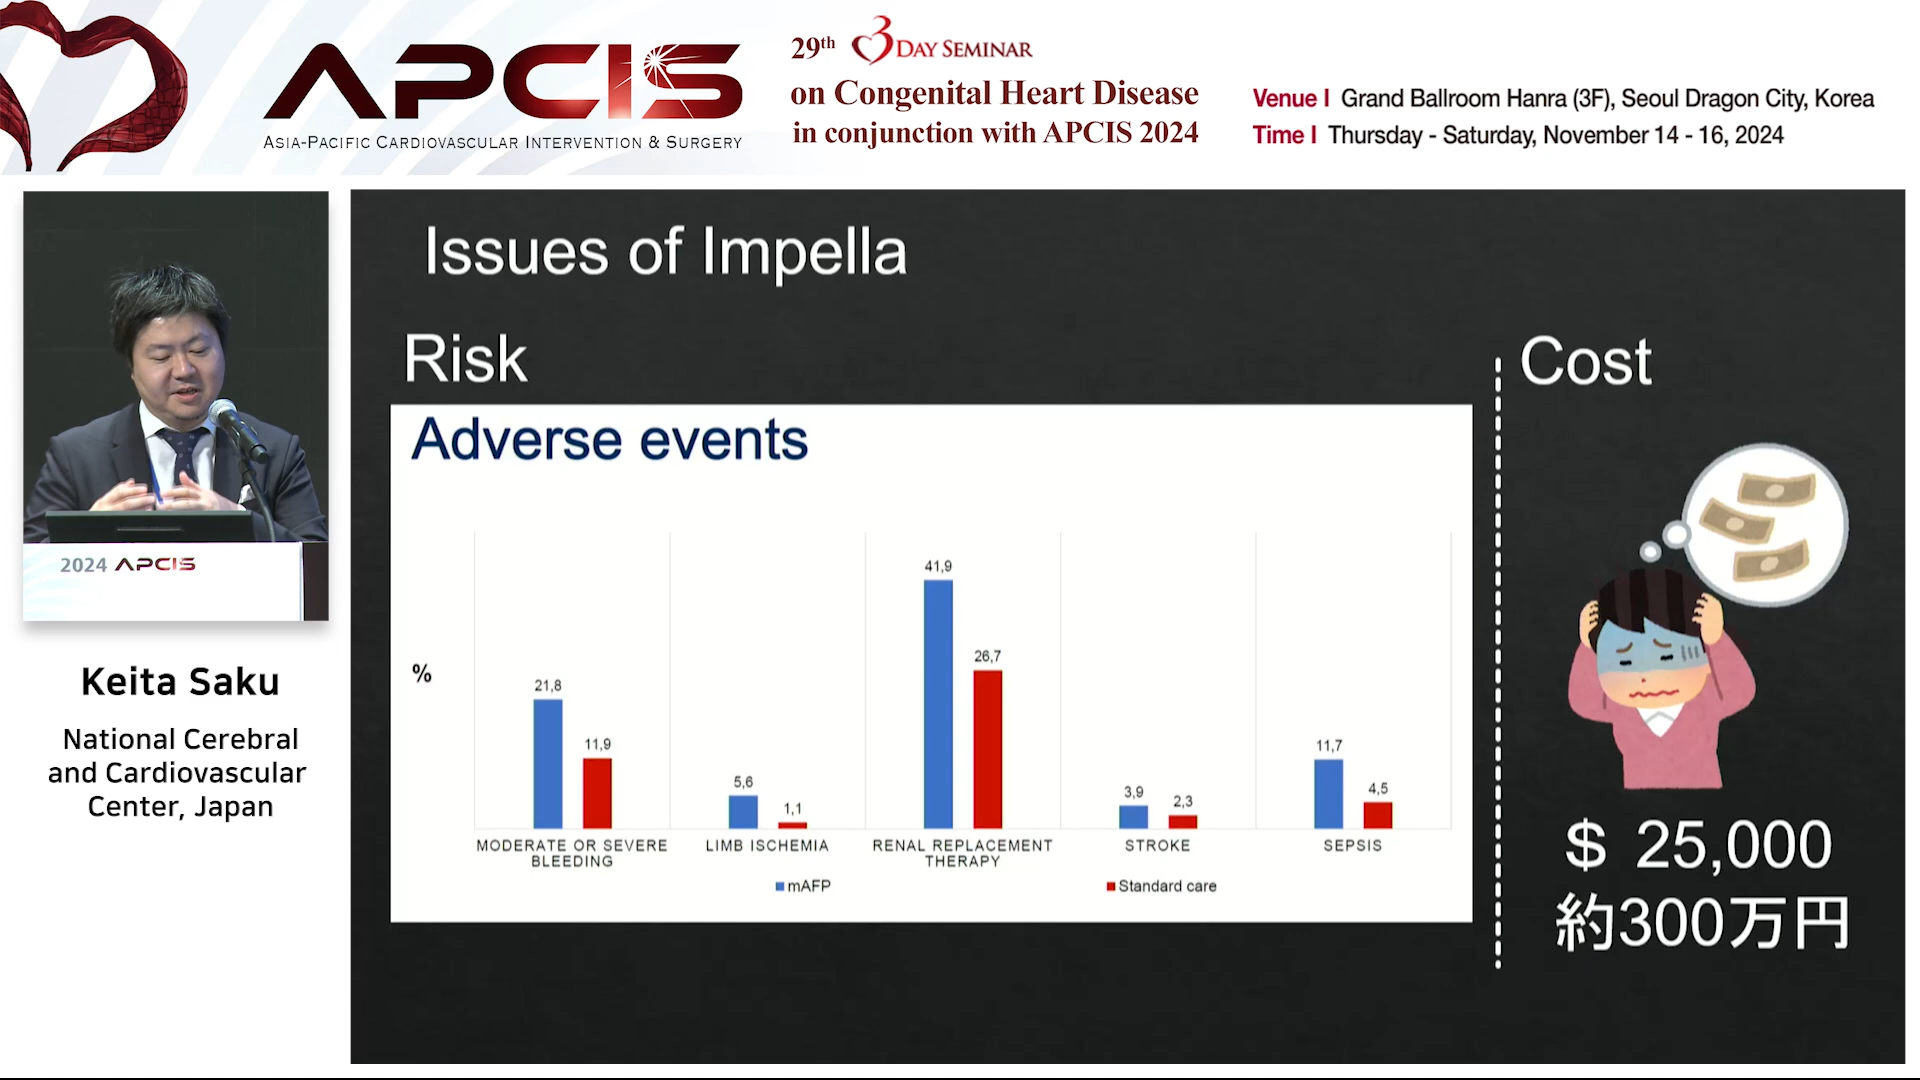 APCIS
ASIA-PACIFIC CARDIOVASCULAR INTERVENTION & SURGERY
29th 3 DAY SEMINAR
on Congenital Heart Disease
in conjunction with APCIS 2024
Venue I Grand Ballroom Hanra (3F), Seoul Dragon City, Korea
Time I Thursday - Saturday, November 14 - 16, 2024
2024 APCIS
Keita Saku
National Cerebral
and Cardiovascular
Center, Japan
Issues of Impella
Risk
Adverse events
%
21,8
11,9
5,6
1,1
41,9
26,7
3,9
2,3
11,7
4,5
MODERATE OR SEVERE
BLEEDING
LIMB ISCHEMIA
RENAL REPLACEMENT
THERAPY
STROKE
SEPSIS
mAFP
Standard care
Cost
$ 25,000
約300万円